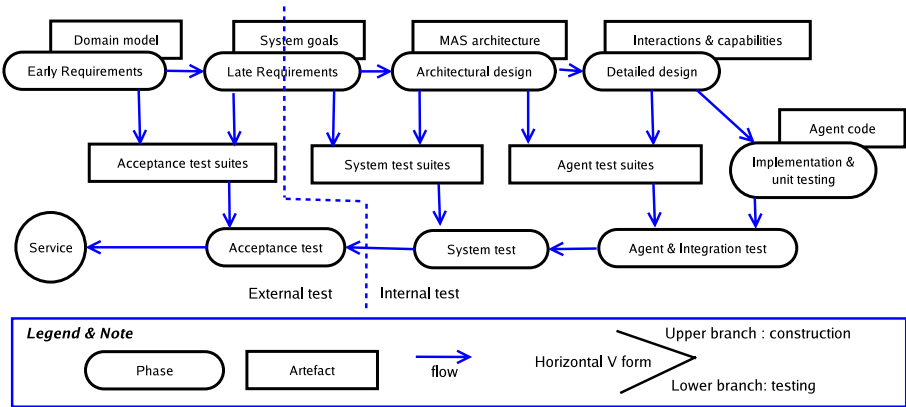 Domain model
System goals
MAS architecture
Interactions & capabilities
Early Requirements
Late Requirements
Architectural design
Detailed design
Agent code
Acceptance test suites
System test suites
Agent test suites
Implementation &
unit testing
Service
Acceptance test
System test
Agent & Integration test
External test
Internal test
Legend & Note
Phase
Artefact
flow
Horizontal V form
Upper branch : construction
Lower branch: testing